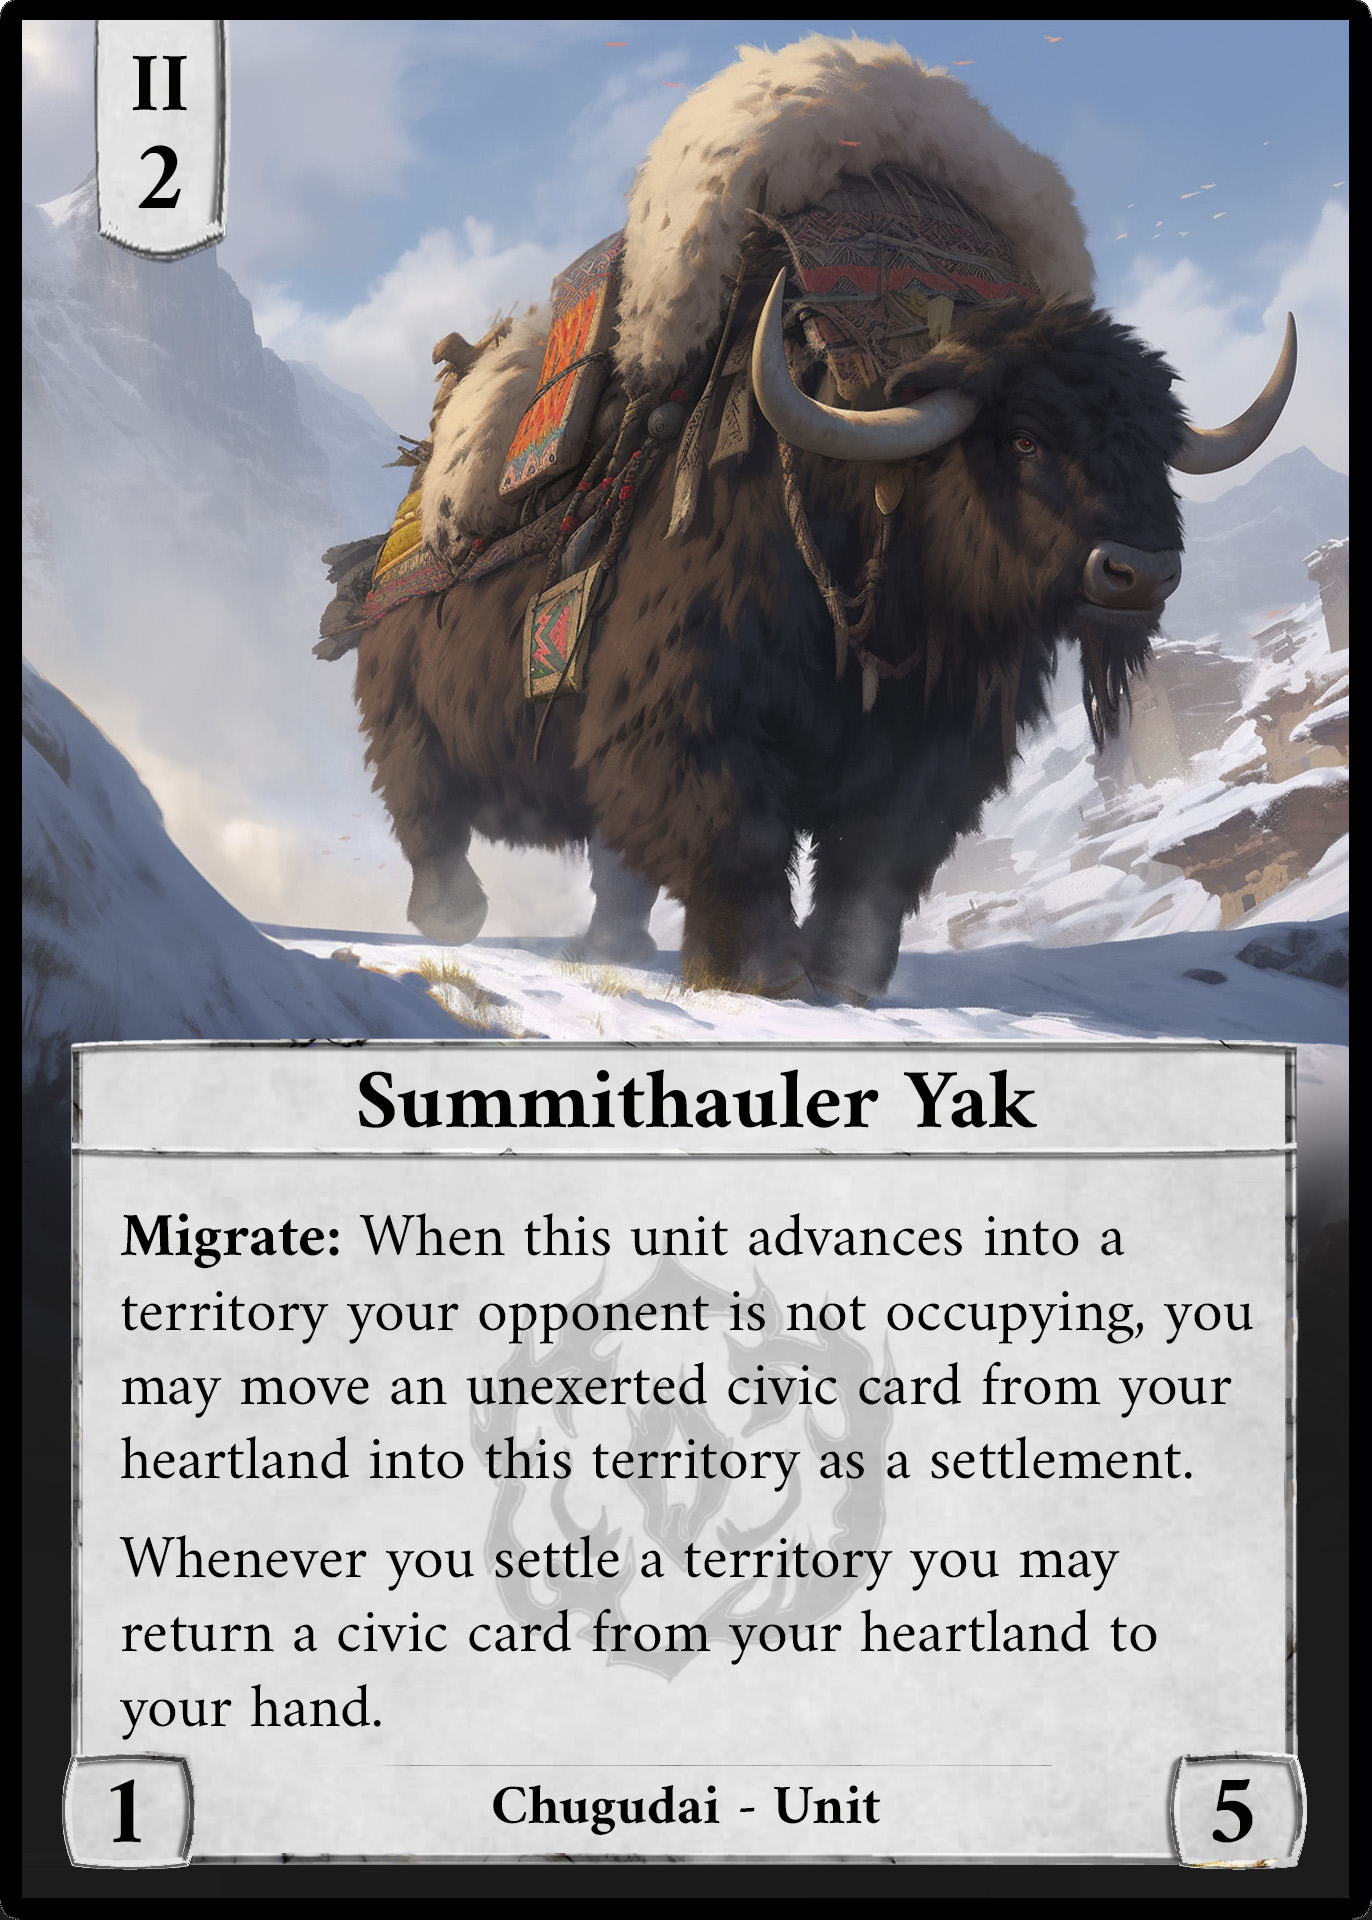 II
2
Summithauler Yak
Migrate: When this unit advances into a
territory your opponent is not occupying, you
may move an unexerted civic card from your
heartland into this territory as a settlement.
Whenever you settle a territory you may
return a civic card from your heartland to
your hand.
1
Chugudai - Unit
5